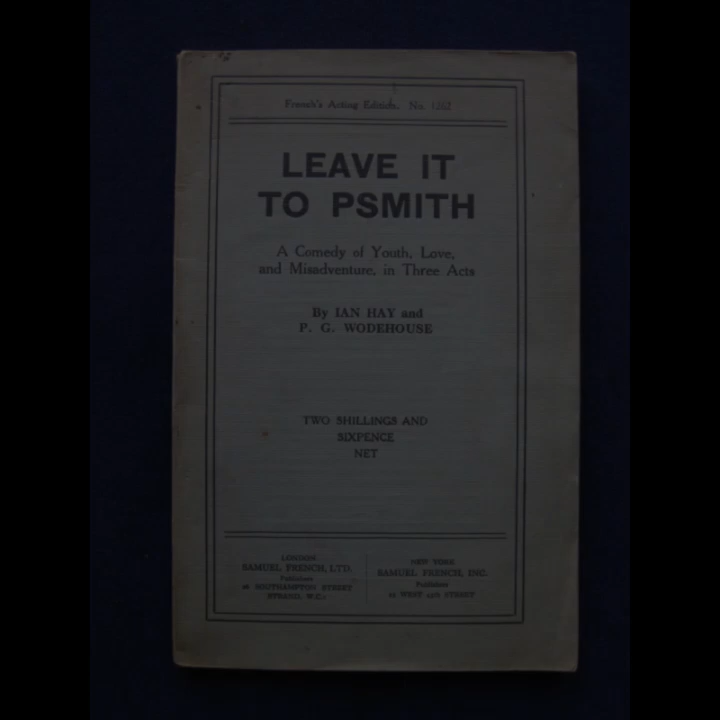 French's Acting Edition. No. 1262
LEAVE IT
TO PSMITH
A Comedy of Youth, Love,
and Misadventure, in Three Acts
By IAN HAY and
P. G. WODEHOUSE
TWO SHILLINGS AND
SIXPENCE
NET
LONDON
SAMUEL FRENCH, LTD.
Publishers
26 SOUTHAMPTON STREET
STRAND, W.C.2
NEW YORK
SAMUEL FRENCH, INC.
Publishers
25 WEST 45th STREET